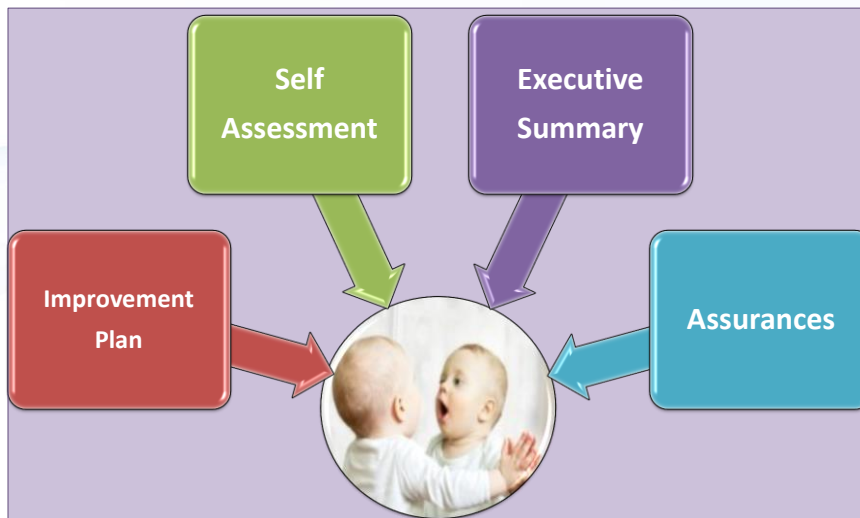 Self
Assessment
Executive
Summary
Improvement
Plan
Assurances